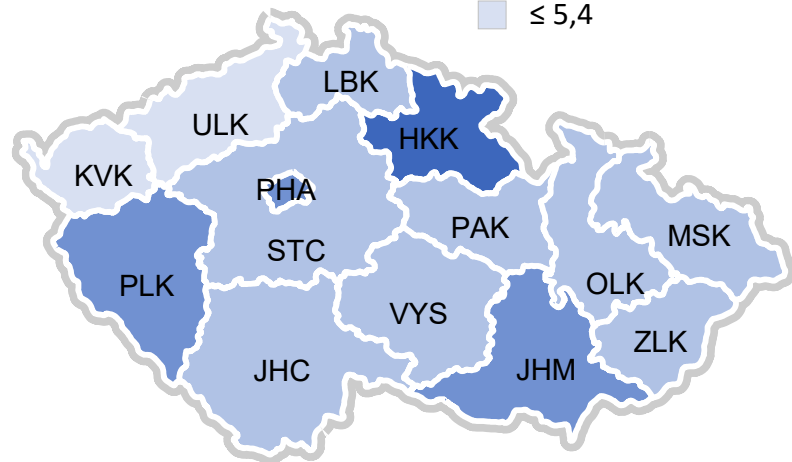 ≤ 5,4
LBK
ULK
HKK
KVK
PHA
PAK
MSK
STC
PLK
OLK
VYS
ZLK
JHC
JHM